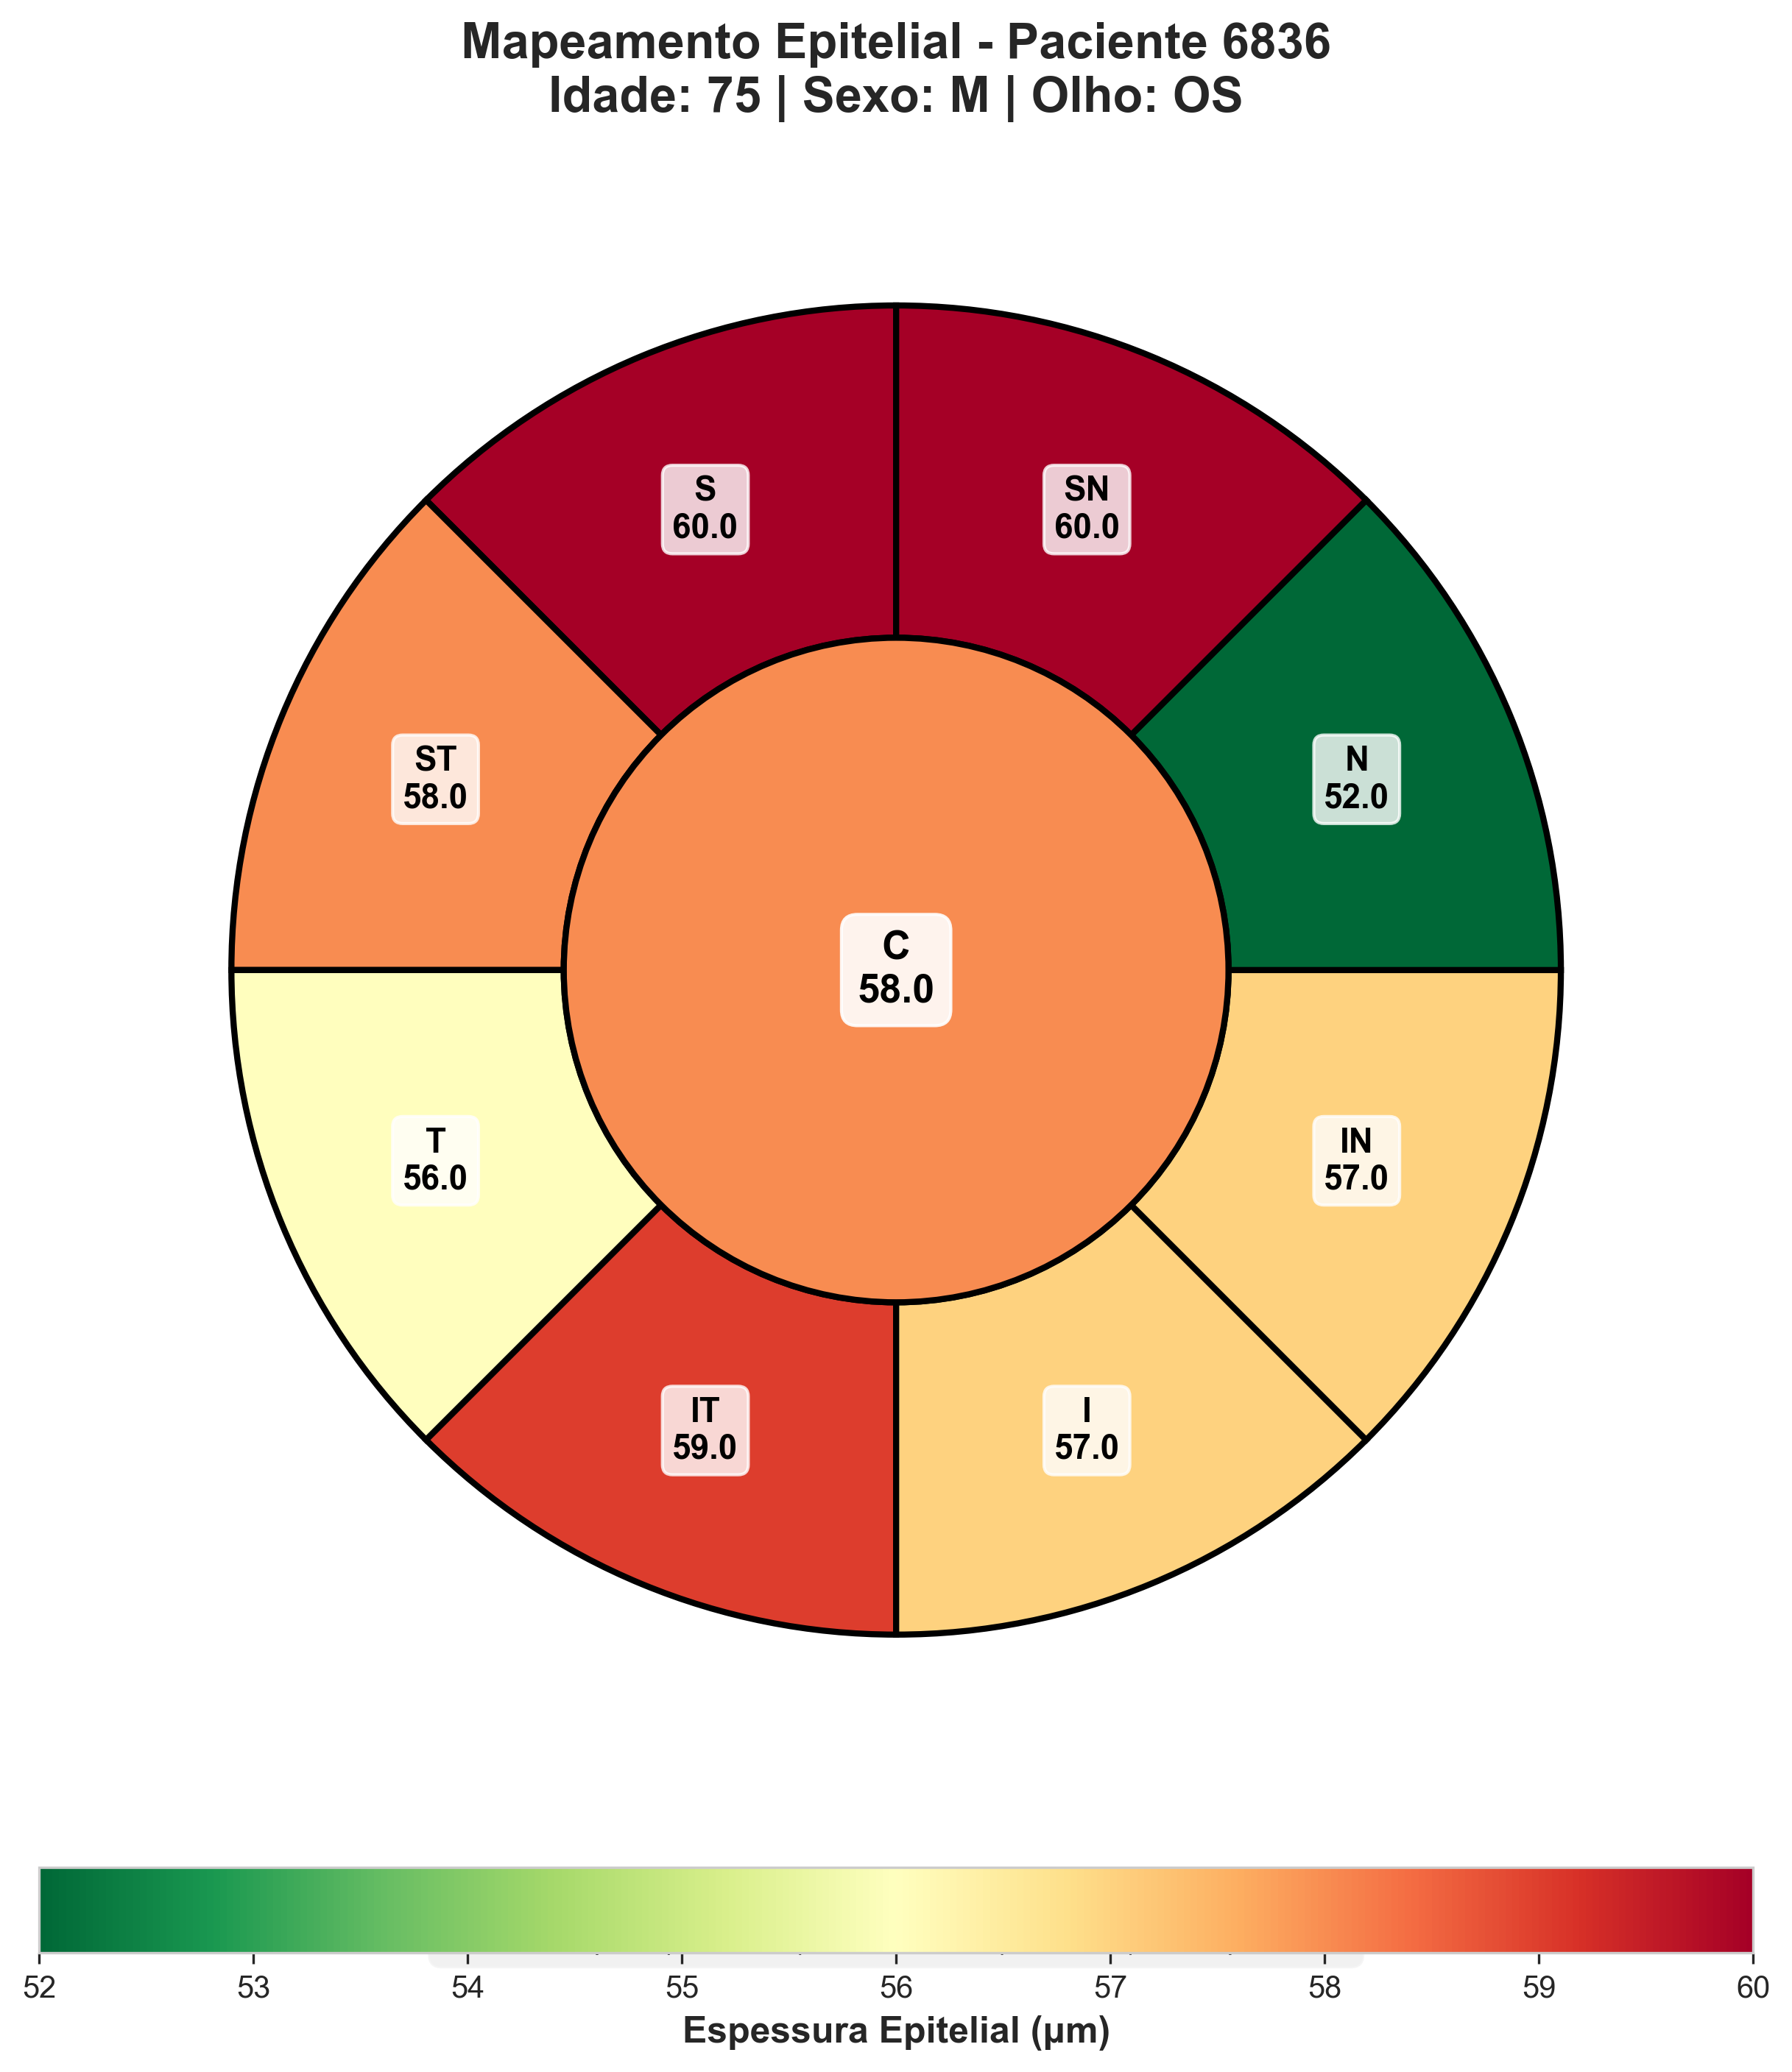 Mapeamento Epitelial - Paciente 6836
Idade: 75 | Sexo: M | Olho: OS
S
60.0
SN
60.0
ST
58.0
N
52.0
C
58.0
T
56.0
IN
57.0
IT
59.0
I
57.0
52 53 54 55 56 57 58 59 60
Espessura Epitelial (μm)